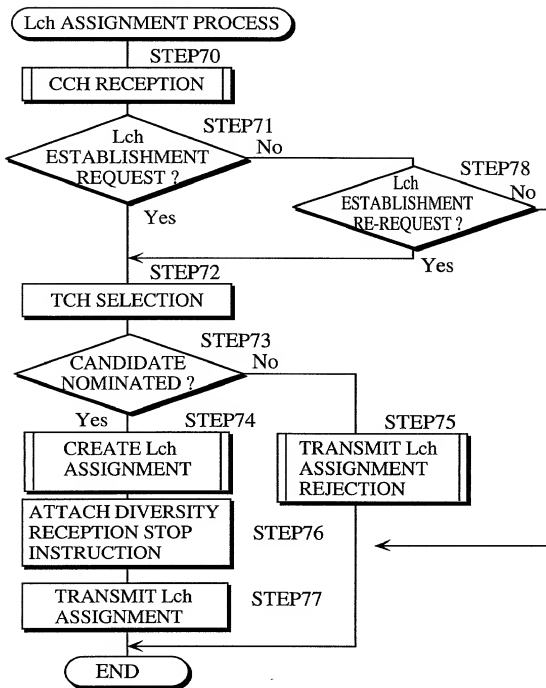 Lch ASSIGNMENT PROCESS
STEP70
CCH RECEPTION
STEP71
Lch
ESTABLISHMENT
REQUEST ?
No
Yes
STEP78
Lch
ESTABLISHMENT
RE-REQUEST ?
No
Yes
STEP72
TCH SELECTION
STEP73
CANDIDATE
NOMINATED ?
No
Yes
STEP74
CREATE Lch
ASSIGNMENT
STEP75
TRANSMIT Lch
ASSIGNMENT
REJECTION
ATTACH DIVERSITY
RECEPTION STOP
INSTRUCTION
STEP76
TRANSMIT Lch
ASSIGNMENT
STEP77
END